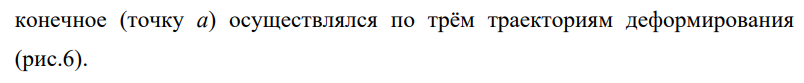 конечное (точку а) осуществлялся по трём траекториям деформирования
(рис.6).